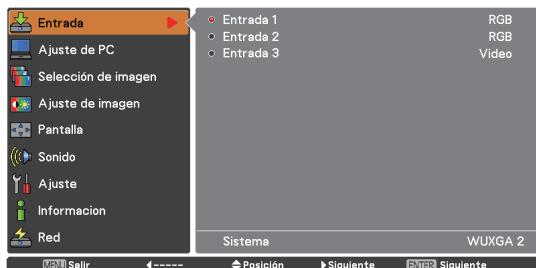 Entrada
Ajuste de PC
Selección de imagen
Ajuste de imagen
Pantalla
Sonido
Ajuste
Informacion
Red
Entrada 1 RGB
Entrada 2 RGB
Entrada 3 Video
Sistema WUXGA 2
MENU Salir ----- Posición Siguiente ENTER Siguiente